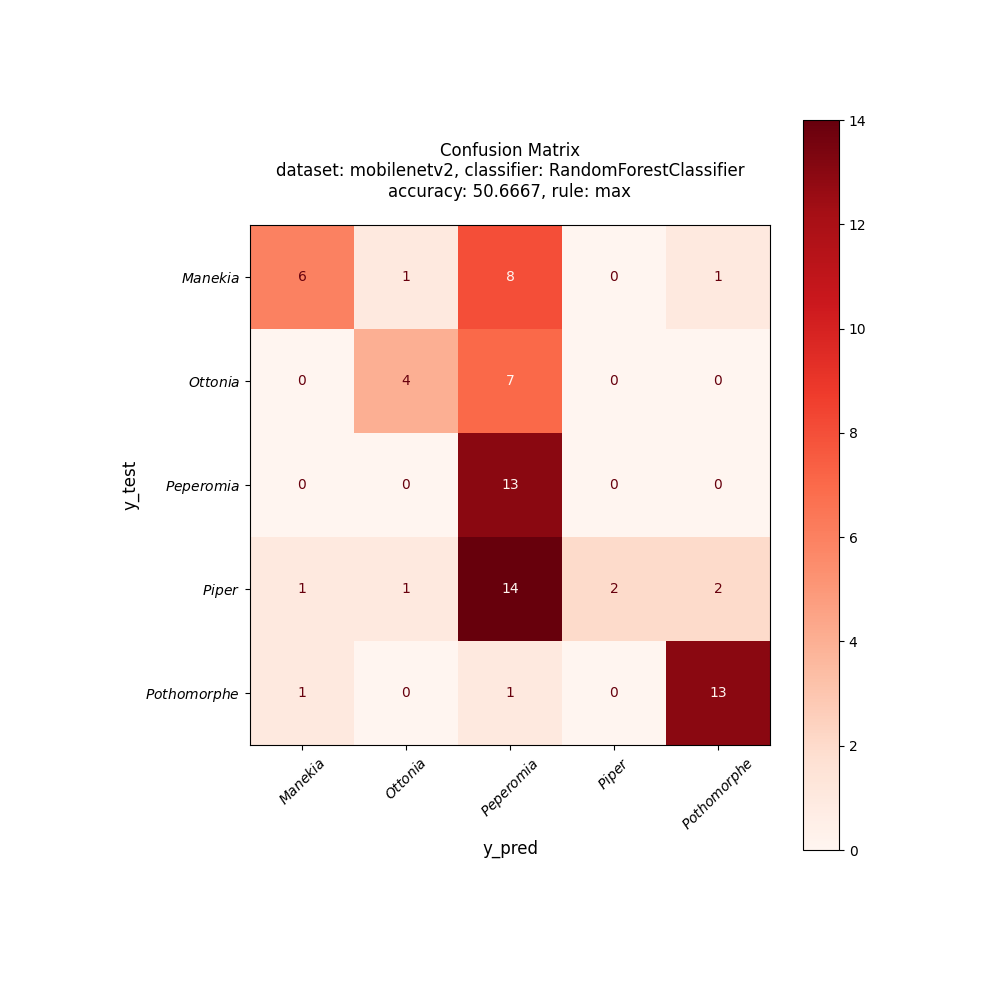 Confusion Matrix
dataset: mobilenetv2, classifier: RandomForestClassifier
accuracy: 50.6667, rule: max
y_test
Manekia 6 1 8 0 1
Ottonia 0 4 7 0 0
Peperomia 0 0 13 0 0
Piper 1 1 14 2 2
Pothomorphe 1 0 1 0 13
Manekia Ottonia Peperomia Piper Pothomorphe
y_pred
14
12
10
8
6
4
2
0